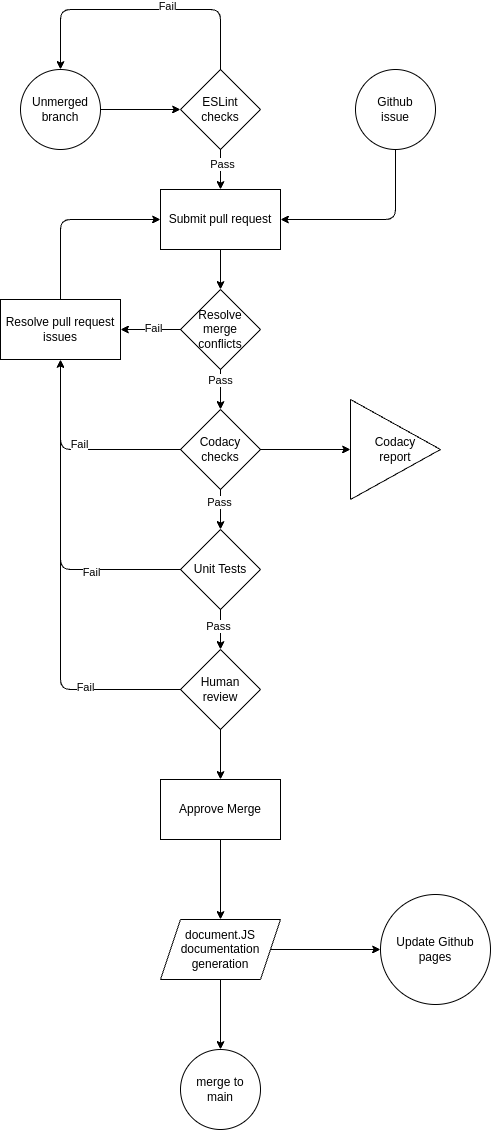 Fail
Unmerged
branch
ESLint
checks
Github
issue
Pass
Submit pull request
Resolve pull request
issues
Fail
Resolve
merge
conflicts
Pass
Fail
Codacy
checks
Codacy
report
Pass
Fail
Unit Tests
Pass
Fail
Human
review
Approve Merge
document.JS
documentation
generation
Update Github
pages
merge to
main